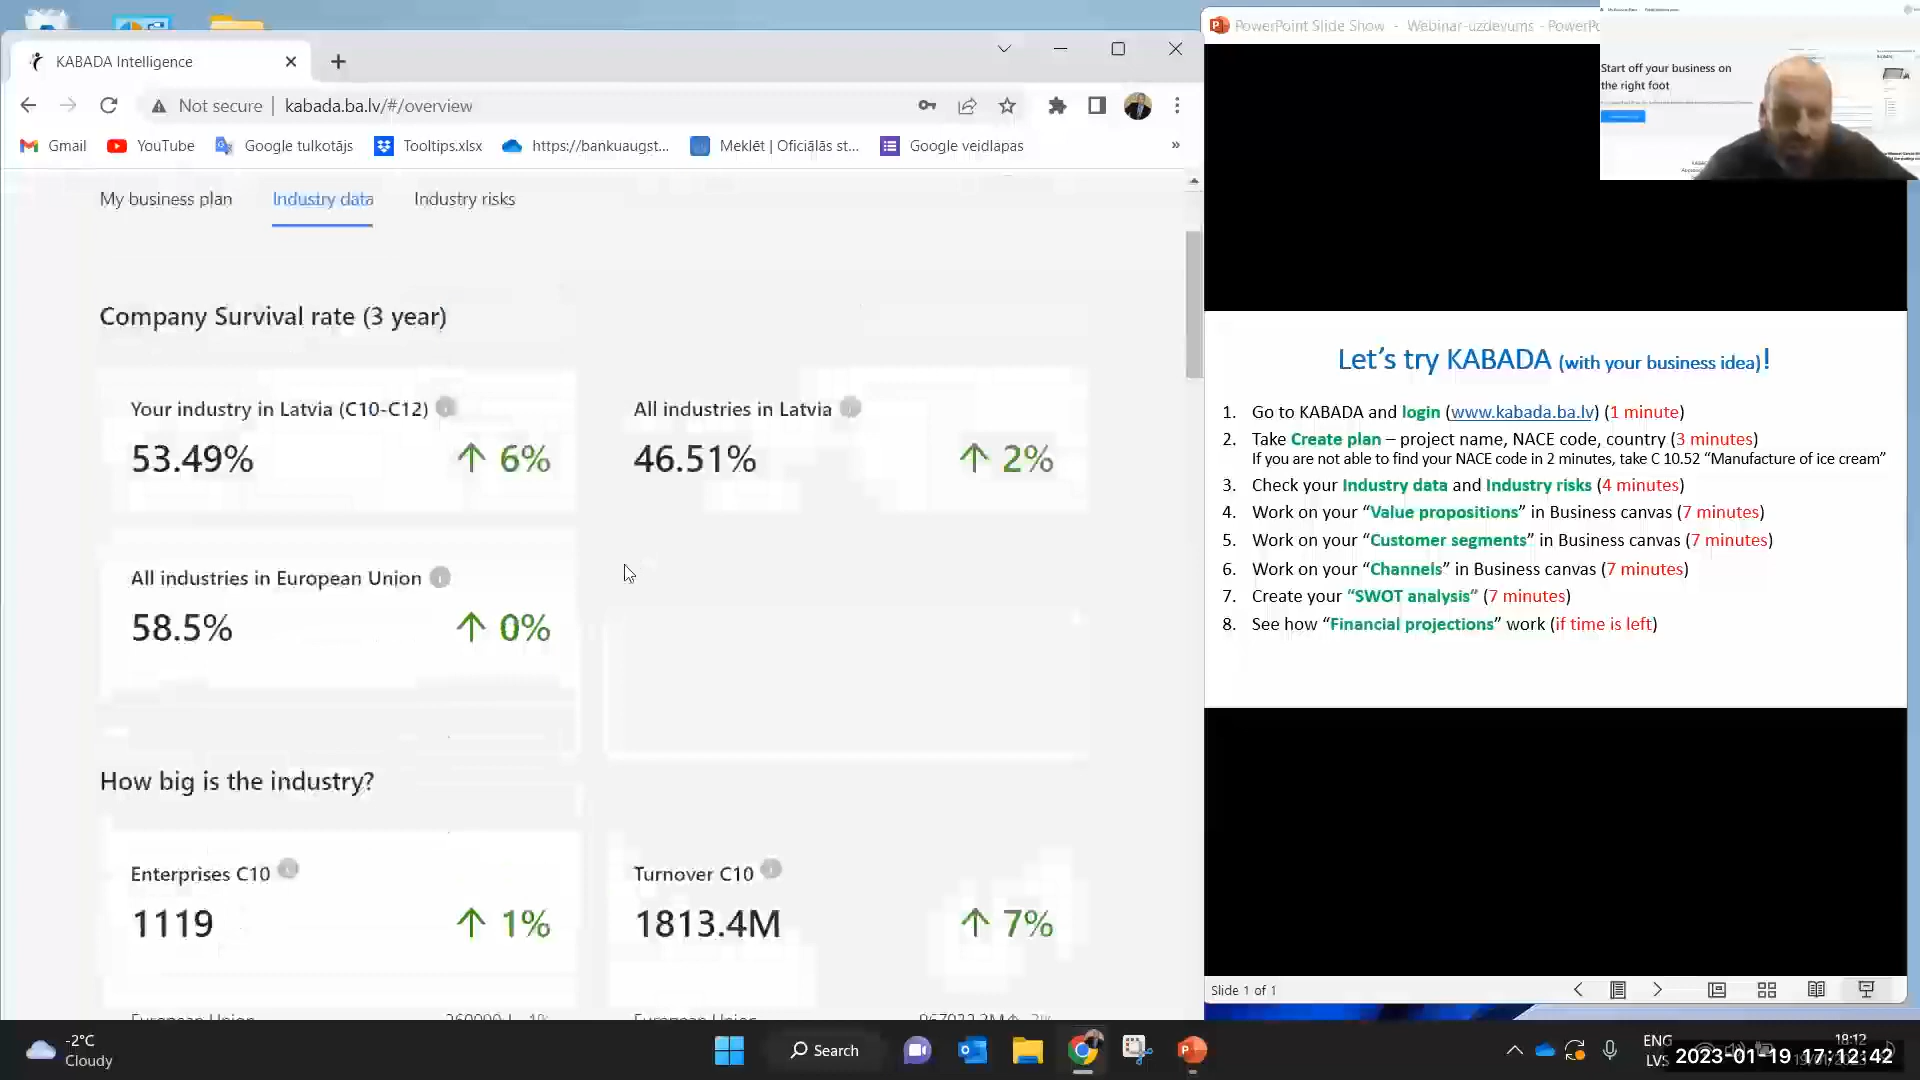 KABADA Intelligence
Not secure
kabada.ba.lv/#/overview
Gmail
YouTube
Google tulkotājs
Tooltips.xlsx
https://bankuaugst...
Meklēt | Oficiālās st...
Google veidlapas
»
My business plan
Industry data
Industry risks
Company Survival rate (3 year)
Your industry in Latvia (C10-C12)
53.49%
↑ 6%
All industries in Latvia
46.51%
↑ 2%
All industries in European Union
58.5%
↑ 0%
How big is the industry?
Enterprises C10
1119
↑ 1%
Turnover C10
1813.4M
↑ 7%
European Union
European Union
PowerPoint Slide Show - Webinar-uzdevums - PowerPo
Start off your business on
the right foot
Let's try KABADA (with your business idea)!
1. Go to KABADA and login (www.kabada.ba.lv) (1 minute)
2. Take Create plan – project name, NACE code, country (3 minutes)
If you are not able to find your NACE code in 2 minutes, take C 10.52 "Manufacture of ice cream"
3. Check your Industry data and Industry risks (4 minutes)
4. Work on your "Value propositions" in Business canvas (7 minutes)
5. Work on your "Customer segments" in Business canvas (7 minutes)
6. Work on your "Channels" in Business canvas (7 minutes)
7. Create your "SWOT analysis" (7 minutes)
8. See how "Financial projections" work (if time is left)
Slide 1 of 1
-2°C
Cloudy
Search
ENG
LVS
18:12
2023-01-19 17:12:42